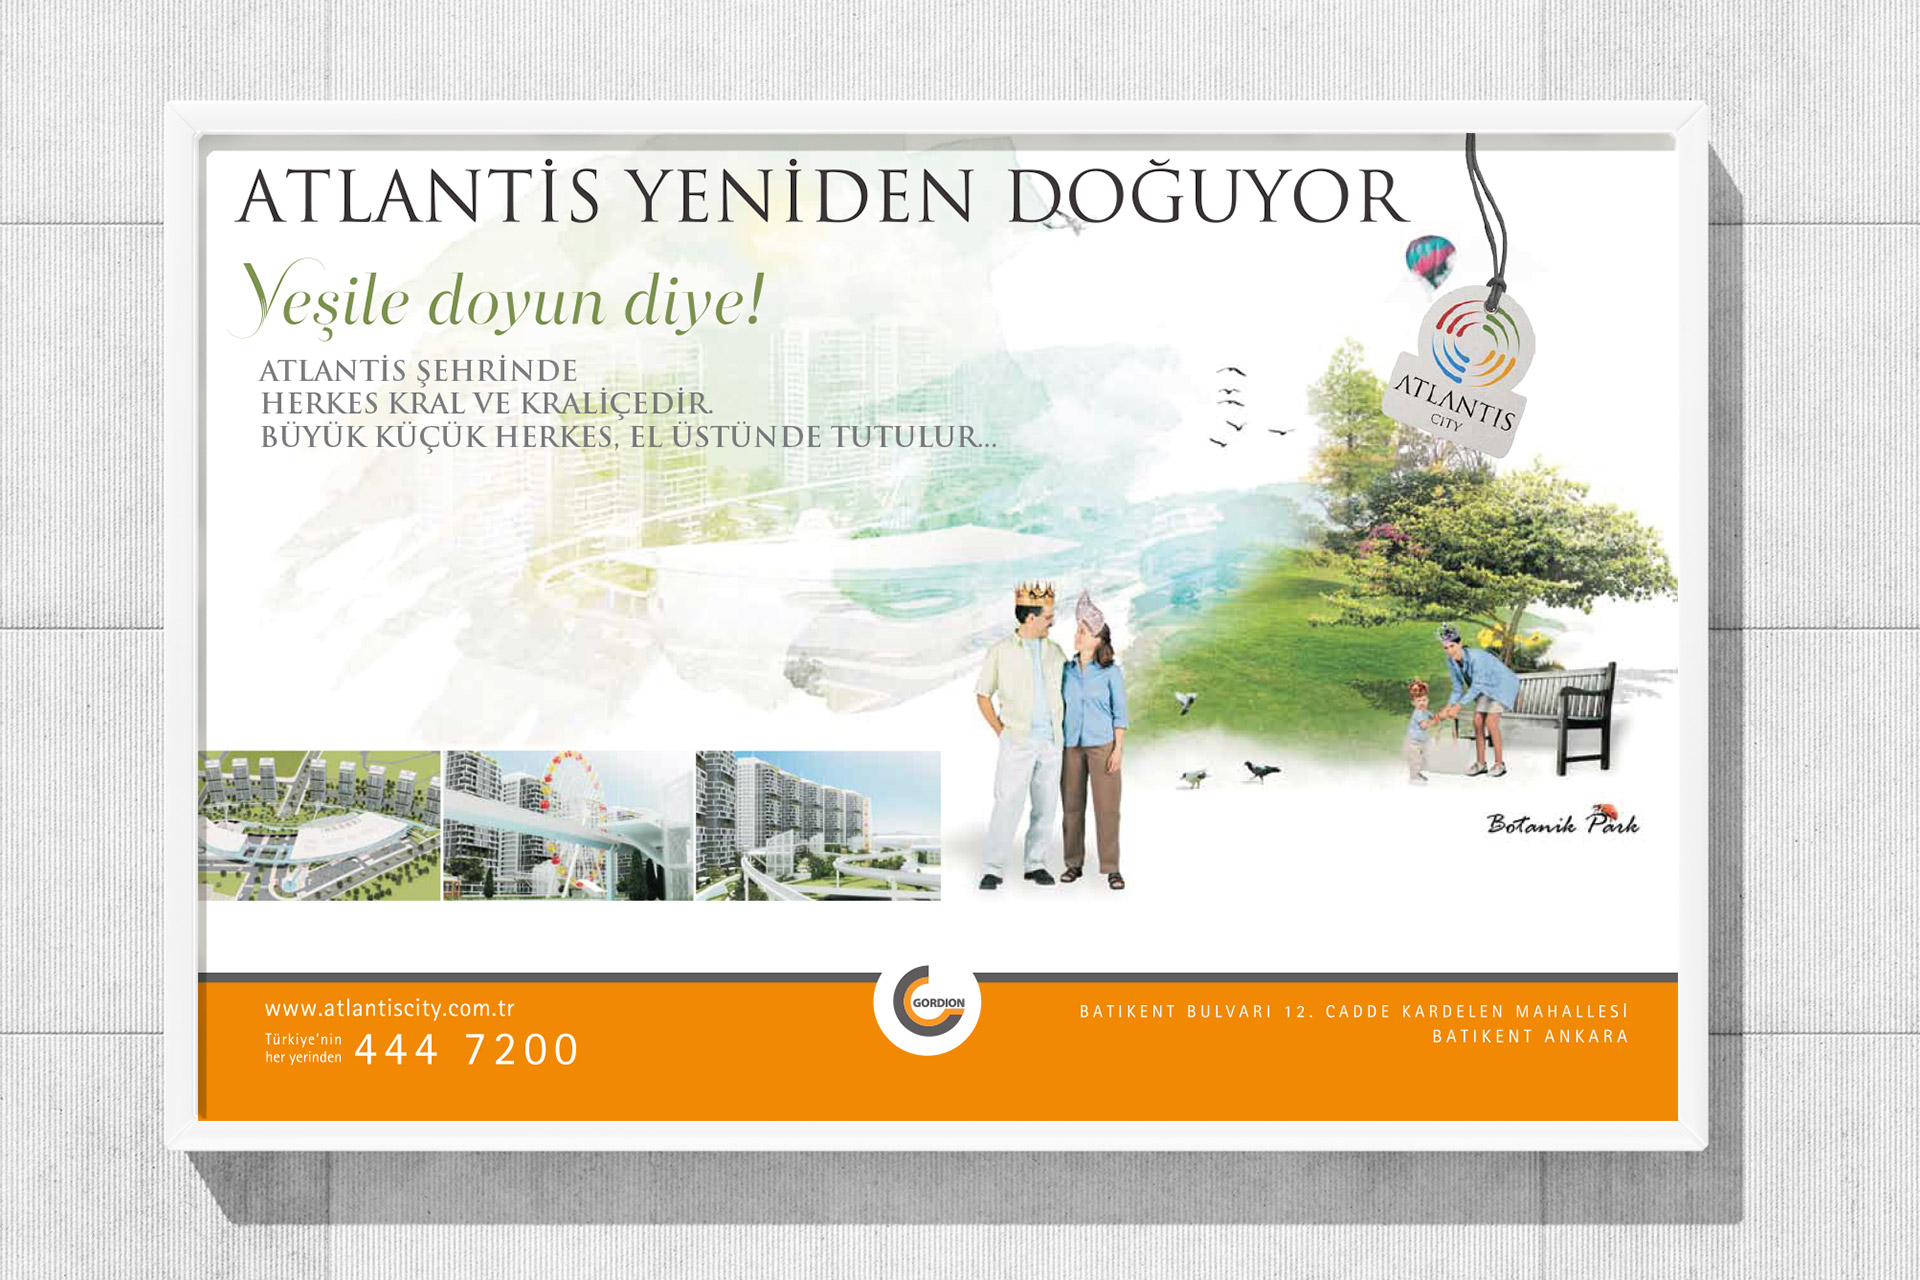 ATLANTİS YENİDEN DOĞUYOR
Yeşile doyun diye!
ATLANTİS ŞEHRİNDE
HERKES KRAL VE KRALİÇEDİR.
BÜYÜK KÜÇÜK HERKES, EL ÜSTÜNDE TUTULUR...
ATLANTIS
CITY
Botanik Park
www.atlantiscity.com.tr
Türkiye'nin
her yerinden 444 7200
GORDION
BATIKENT BULVARI 12. CADDE KARDELEN MAHALLESİ
BATIKENT ANKARA